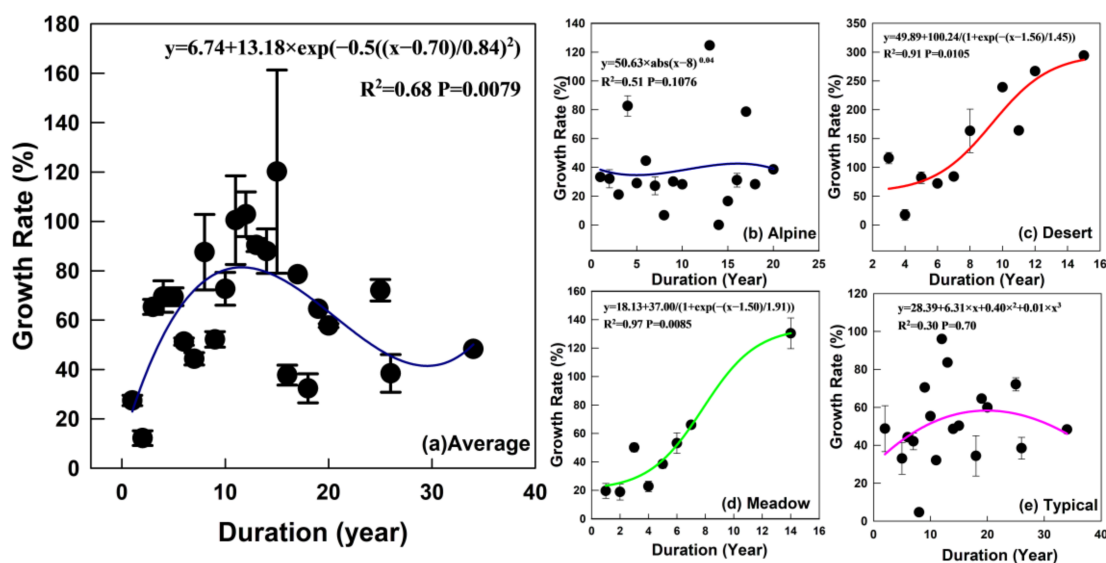 180
160
140
120
100
80
60
40
20
0
Growth Rate (%)
y=6.74+13.18×exp(−0.5((x−0.70)/0.84)²)
R²=0.68 P=0.0079
(a)Average
0 10 20 30 40
Duration (year)
140
120
100
80
60
40
20
0
Growth Rate (%)
y=50.63×abs(x−8)^0.04
R²=0.51 P=0.1076
(b) Alpine
0 5 10 15 20 25
Duration (Year)
350
300
250
200
150
100
50
0
Growth Rate (%)
y=49.89+100.24/(1+exp(−(x−1.56)/1.45))
R²=0.91 P=0.0105
(c) Desert
2 4 6 8 10 12 14 16
Duration (Year)
160
140
120
100
80
60
40
20
0
Growth Rate (%)
y=18.13+37.00/(1+exp(−(x−1.50)/1.91))
R²=0.97 P=0.0085
(d) Meadow
0 2 4 6 8 10 12 14 16
Duration (Year)
120
100
80
60
40
20
0
Growth Rate (%)
y=28.39+6.31×x+0.40×x²+0.01×x³
R²=0.30 P=0.70
(e) Typical
0 10 20 30 40
Duration (Year)